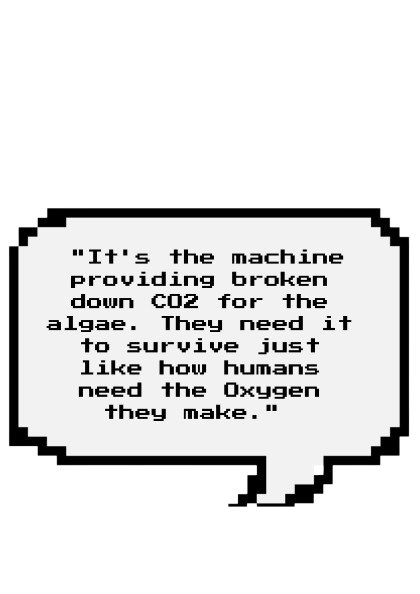 "It's the machine
providing broken
down CO2 for the
algae. They need it
to survive just
like how humans
need the Oxygen
they make."